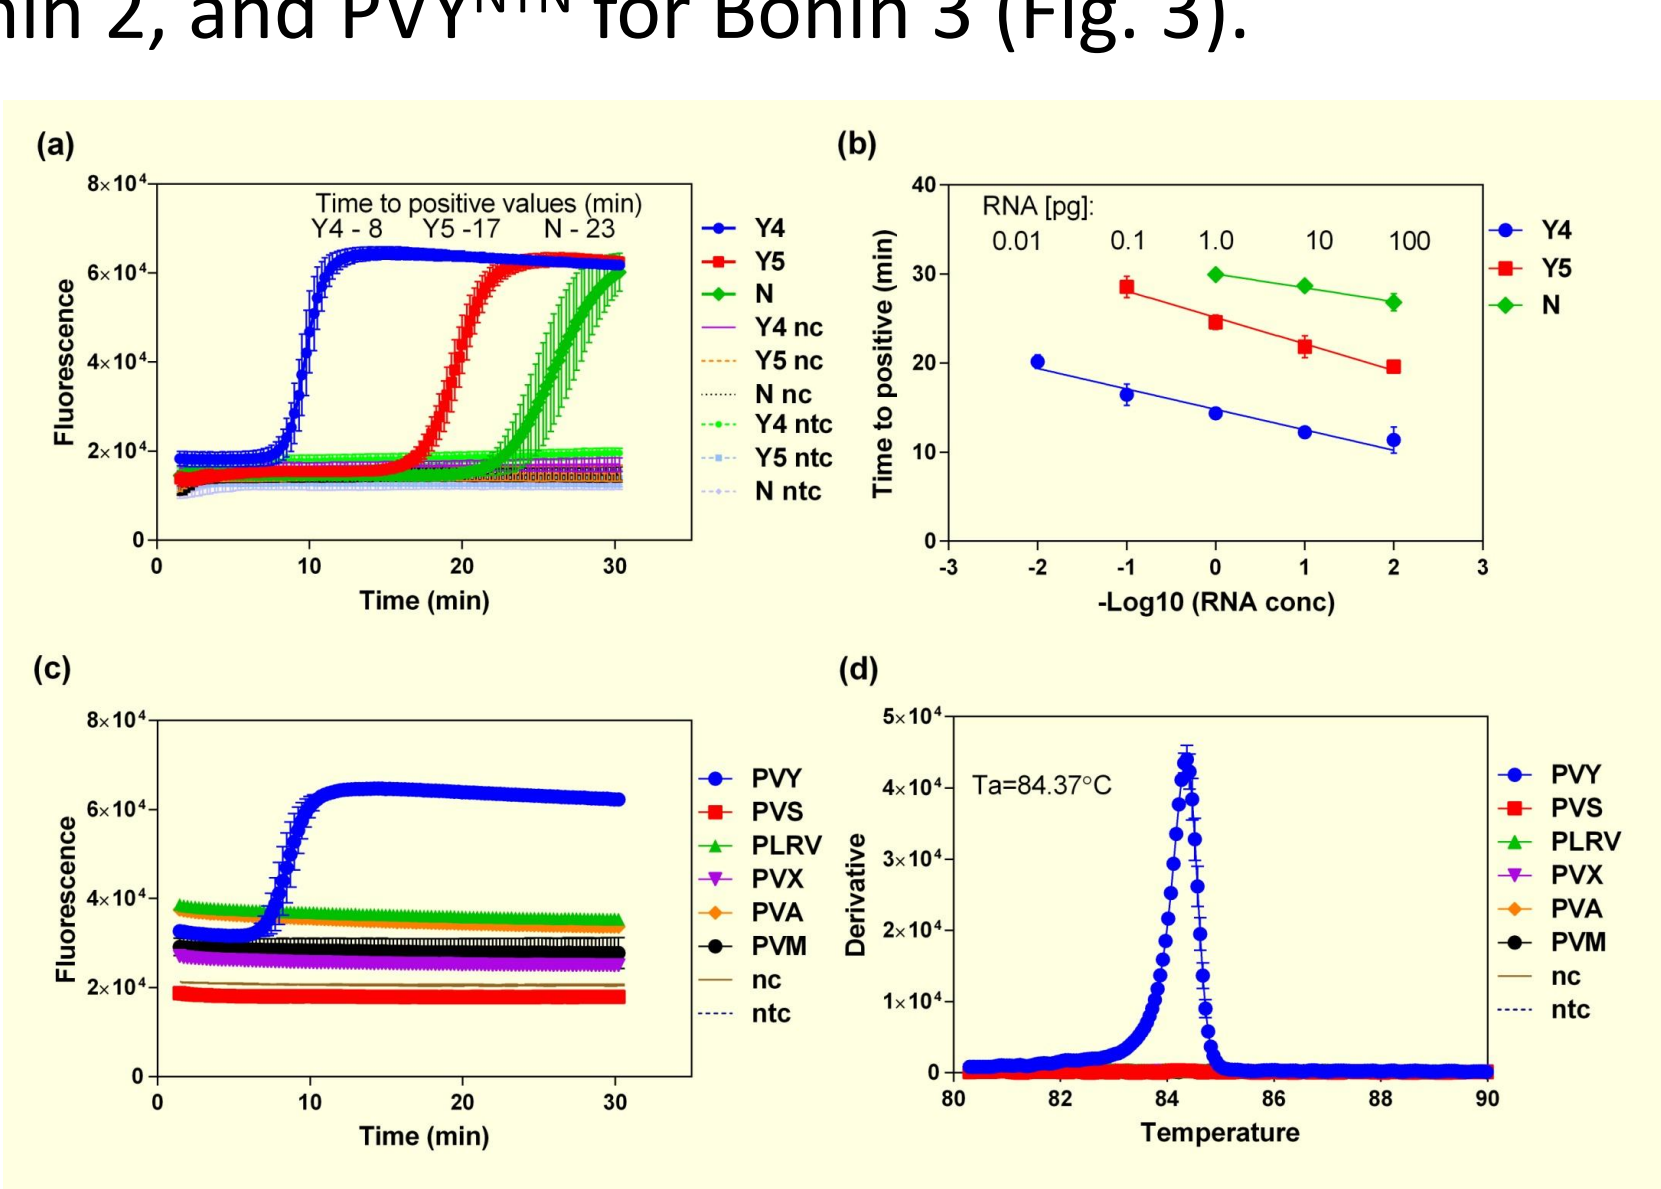 nin 2, and PVYᴺᵀᴺ for Bonin 3 (Fig. 3).
(a)
Time to positive values (min)
Y4 - 8 Y5 -17 N - 23
8×10⁴
6×10⁴
4×10⁴
2×10⁴
0
Fluorescence
0 10 20 30
Time (min)
Y4
Y5
N
Y4 nc
Y5 nc
N nc
Y4 ntc
Y5 ntc
N ntc
(b)
RNA [pg]:
0.01 0.1 1.0 10 100
40
30
20
10
0
Time to positive (min)
-3 -2 -1 0 1 2 3
-Log10 (RNA conc)
Y4
Y5
N
(c)
8×10⁴
6×10⁴
4×10⁴
2×10⁴
0
Fluorescence
0 10 20 30
Time (min)
PVY
PVS
PLRV
PVX
PVA
PVM
nc
ntc
(d)
Ta=84.37°C
5×10⁴
4×10⁴
3×10⁴
2×10⁴
1×10⁴
0
Derivative
80 82 84 86 88 90
Temperature
PVY
PVS
PLRV
PVX
PVA
PVM
nc
ntc